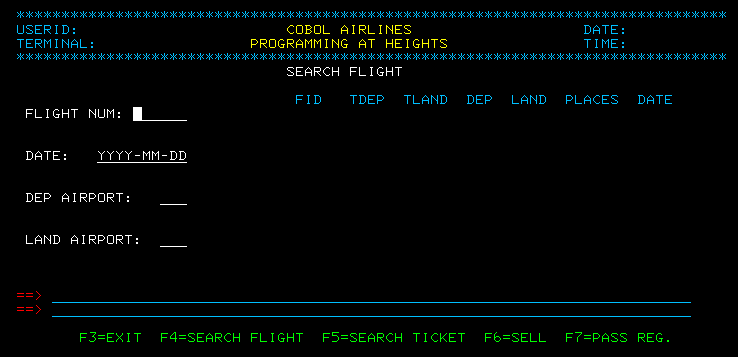 *******************************************************************************
USERID: COBOL AIRLINES DATE:
TERMINAL: PROGRAMMING AT HEIGHTS TIME:
*******************************************************************************
SEARCH FLIGHT
FID TDEP TLAND DEP LAND PLACES DATE
FLIGHT NUM: ______
DATE: YYYY-MM-DD
DEP AIRPORT: ___
LAND AIRPORT: ___
==> _______________________________________________________________________
==> _______________________________________________________________________
F3=EXIT F4=SEARCH FLIGHT F5=SEARCH TICKET F6=SELL F7=PASS REG.